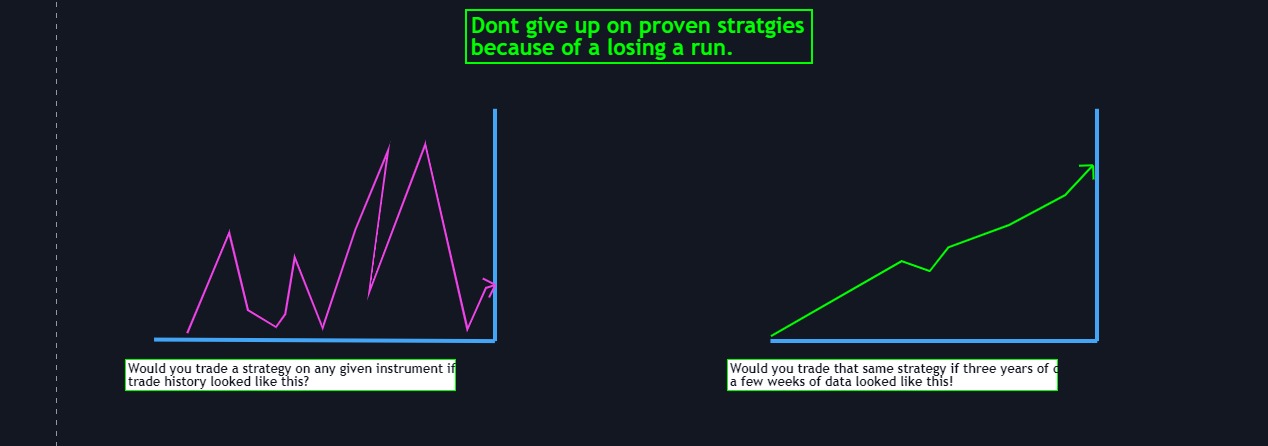 Dont give up on proven stratgies
because of a losing a run.
Would you trade a strategy on any given instrument if
trade history looked like this?
Would you trade that same strategy if three years of
a few weeks of data looked like this!